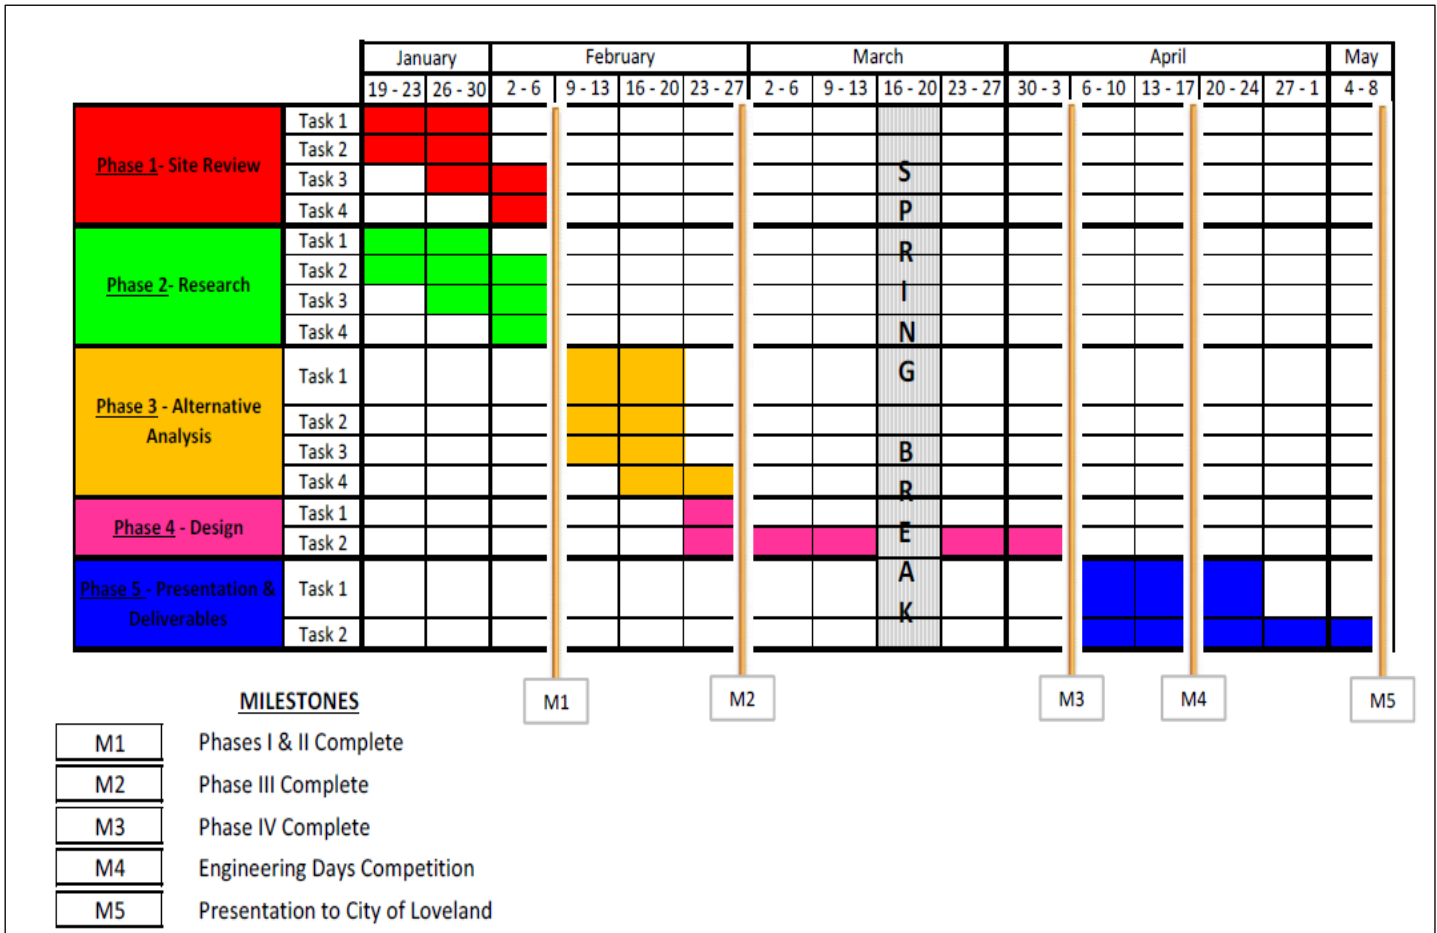 January February March April May
19 - 23 26 - 30 2 - 6 9 - 13 16 - 20 23 - 27 2 - 6 9 - 13 16 - 20 23 - 27 30 - 3 6 - 10 13 - 17 20 - 24 27 - 1 4 - 8
Phase 1- Site Review
Task 1
Task 2
Task 3
Task 4
Phase 2- Research
Task 1
Task 2
Task 3
Task 4
Phase 3 - Alternative
Analysis
Task 1
Task 2
Task 3
Task 4
Phase 4 - Design
Task 1
Task 2
Phase 5 - Presentation &
Deliverables
Task 1
Task 2
SPRING BREAK
M1 M2 M3 M4 M5
MILESTONES
M1 Phases I & II Complete
M2 Phase III Complete
M3 Phase IV Complete
M4 Engineering Days Competition
M5 Presentation to City of Loveland